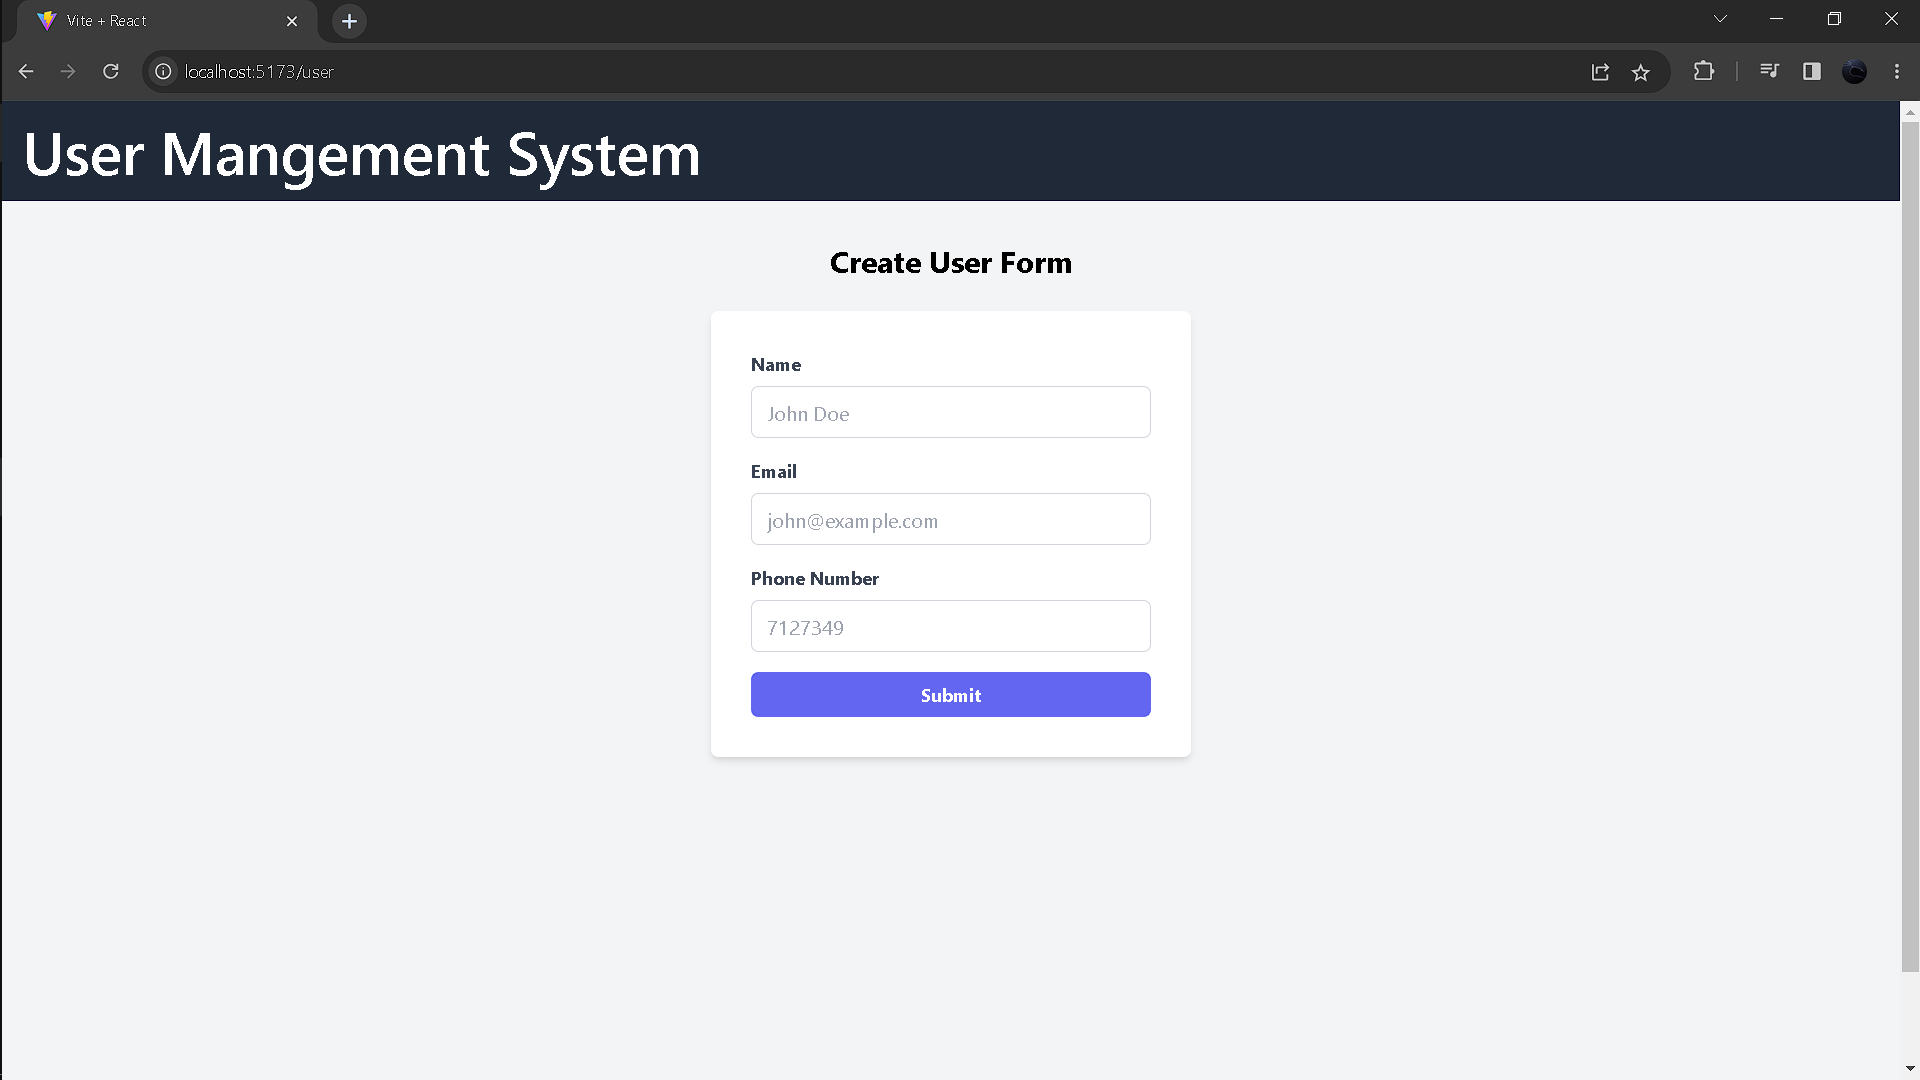 Vite + React
localhost:5173/user
User Mangement System
Create User Form
Name
John Doe
Email
john@example.com
Phone Number
7127349
Submit